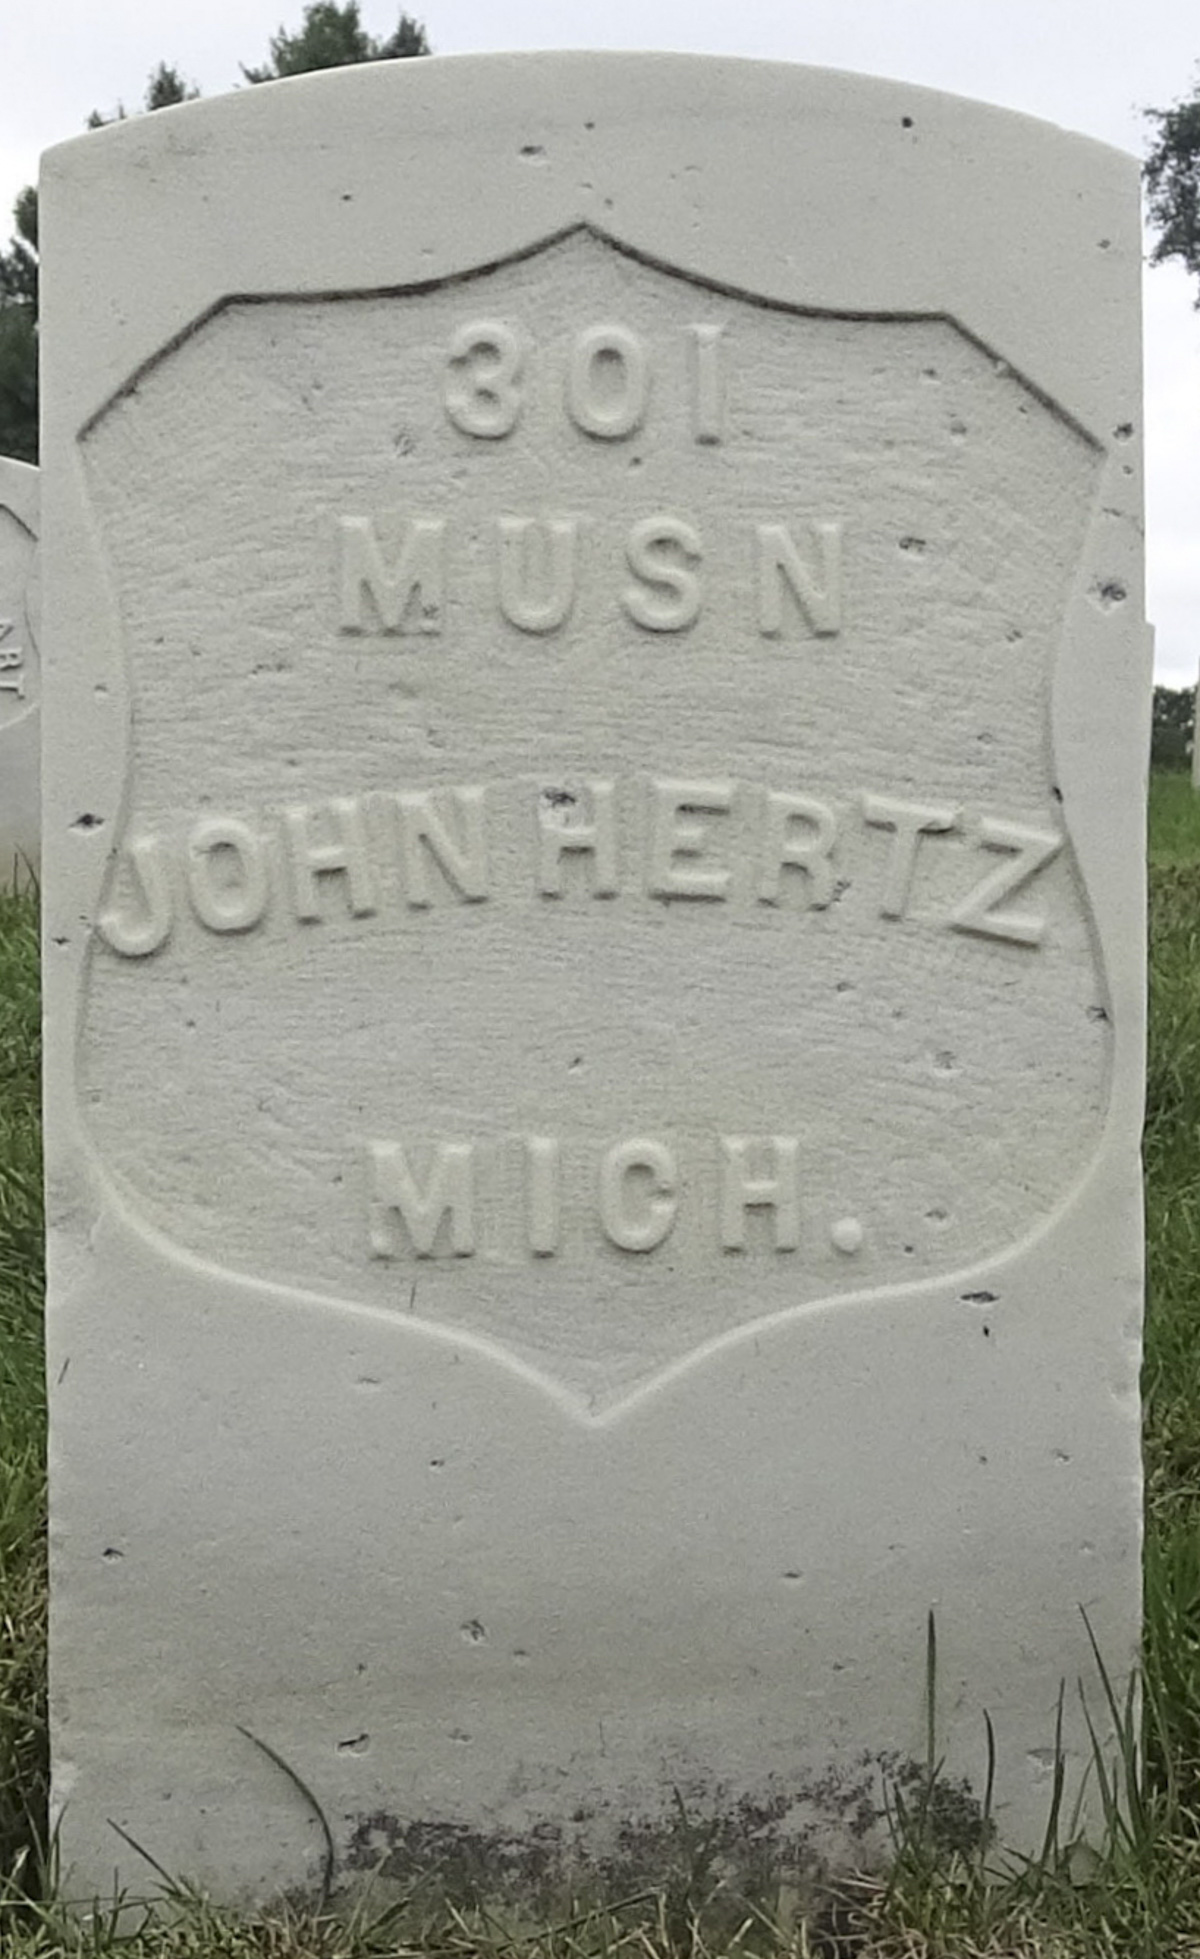 301
MUSN
JOHN HERTZ
MICH.